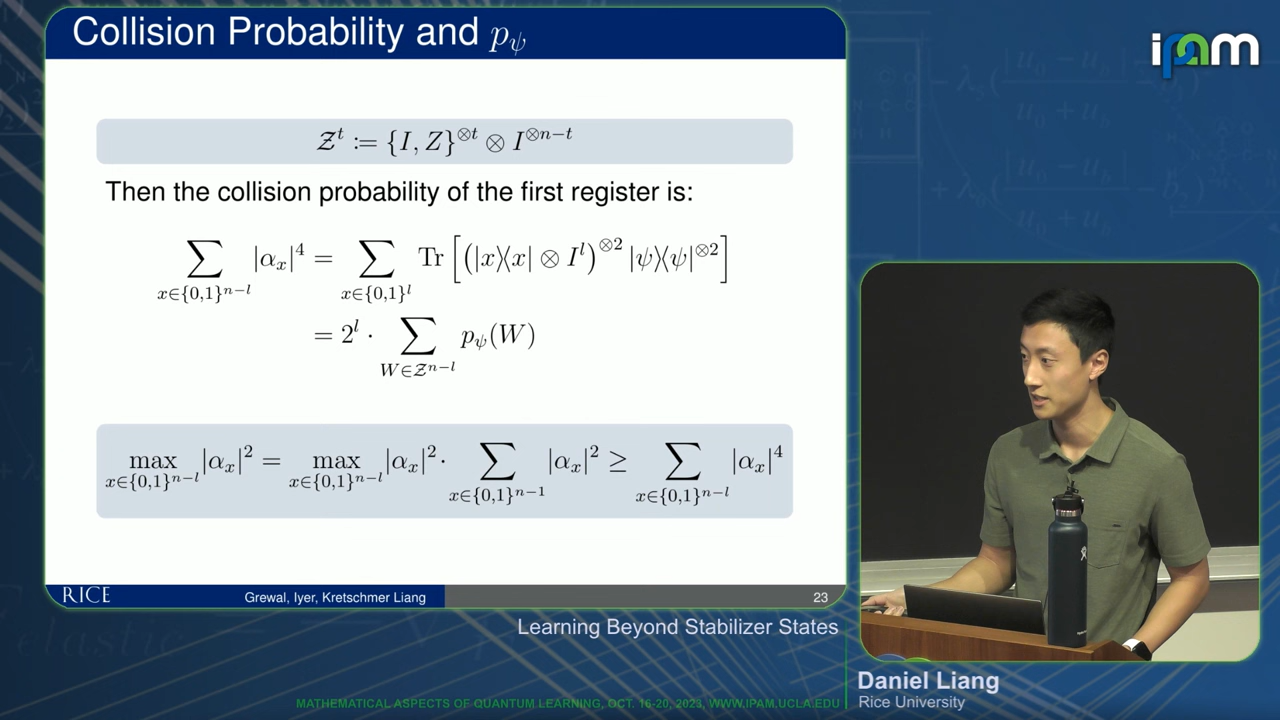 Collision Probability and p_ψ
ipam
𝒵^t := {I, Z}^{⊗t} ⊗ I^{⊗n−t}
Then the collision probability of the first register is:
∑_{x∈{0,1}^{n−l}} |α_x|^4 = ∑_{x∈{0,1}^l} Tr[(|x⟩⟨x| ⊗ I^l)^{⊗2} |ψ⟩⟨ψ|^{⊗2}]
= 2^l · ∑_{W∈𝒵^{n−l}} p_ψ(W)
max_{x∈{0,1}^{n−l}} |α_x|^2 = max_{x∈{0,1}^{n−l}} |α_x|^2 · ∑_{x∈{0,1}^{n−1}} |α_x|^2 ≥ ∑_{x∈{0,1}^{n−l}} |α_x|^4
RICE
Grewal, Iyer, Kretschmer Liang
23
Learning Beyond Stabilizer States
Daniel Liang
Rice University
MATHEMATICAL ASPECTS OF QUANTUM LEARNING, OCT. 16-20, 2023, WWW.IPAM.UCLA.EDU